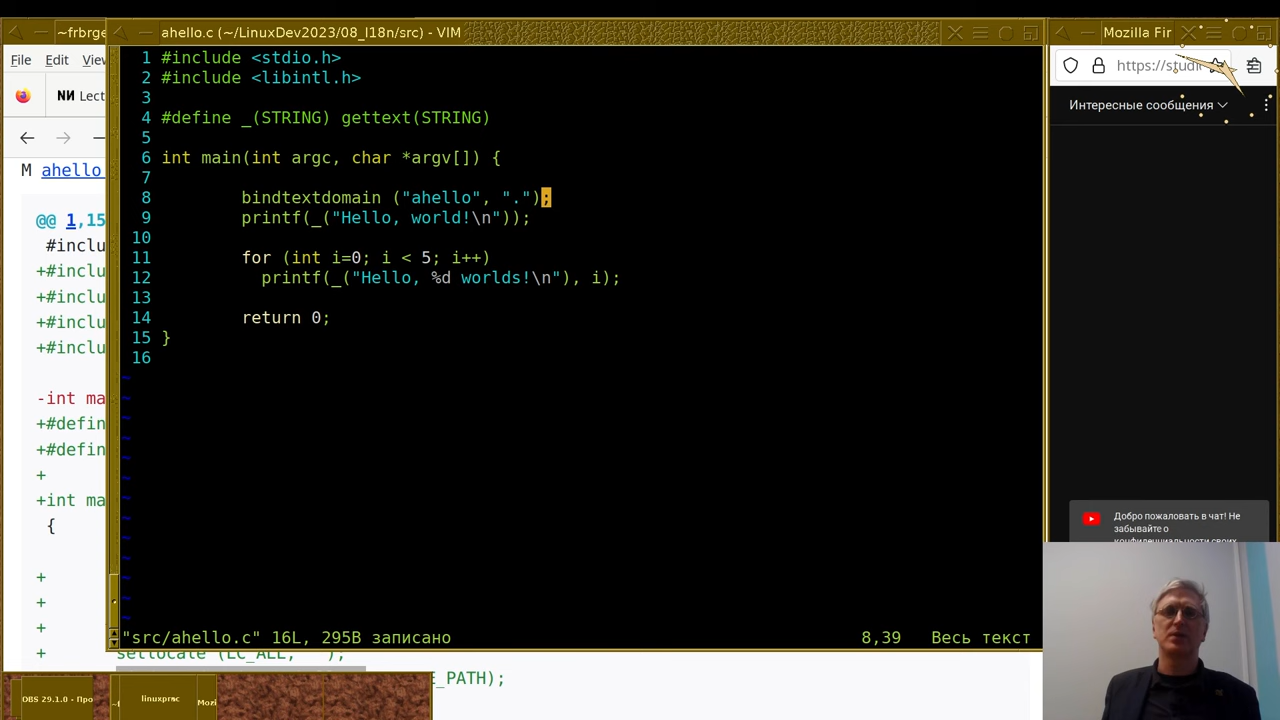 ~frbrge
ahello.c (~/LinuxDev2023/08_I18n/src) - VIM
Mozilla Fir
File Edit View
NИ Lect
https://studi
Интересные сообщения
M ahello
@@ 1,15
#inclu
+#inclu
+#inclu
+#inclu
+#inclu
-int ma
+#defin
+#defin
+
+int ma
{
+
+
+
+
1 #include <stdio.h>
2 #include <libintl.h>
3
4 #define _(STRING) gettext(STRING)
5
6 int main(int argc, char *argv[]) {
7
8 bindtextdomain ("ahello", ".");
9 printf(_("Hello, world!\n"));
10
11 for (int i=0; i < 5; i++)
12 printf(_("Hello, %d worlds!\n"), i);
13
14 return 0;
15 }
16
~
~
~
~
~
~
~
~
~
~
~
~
~
"src/ahello.c" 16L, 295B записано 8,39 Весь текст
setlocale (LC_ALL, "");
E_PATH);
Добро пожаловать в чат! Не
забывайте о
конфиденциальности своих
OBS 29.1.0 - Про
~f
linuxprac
Mozi